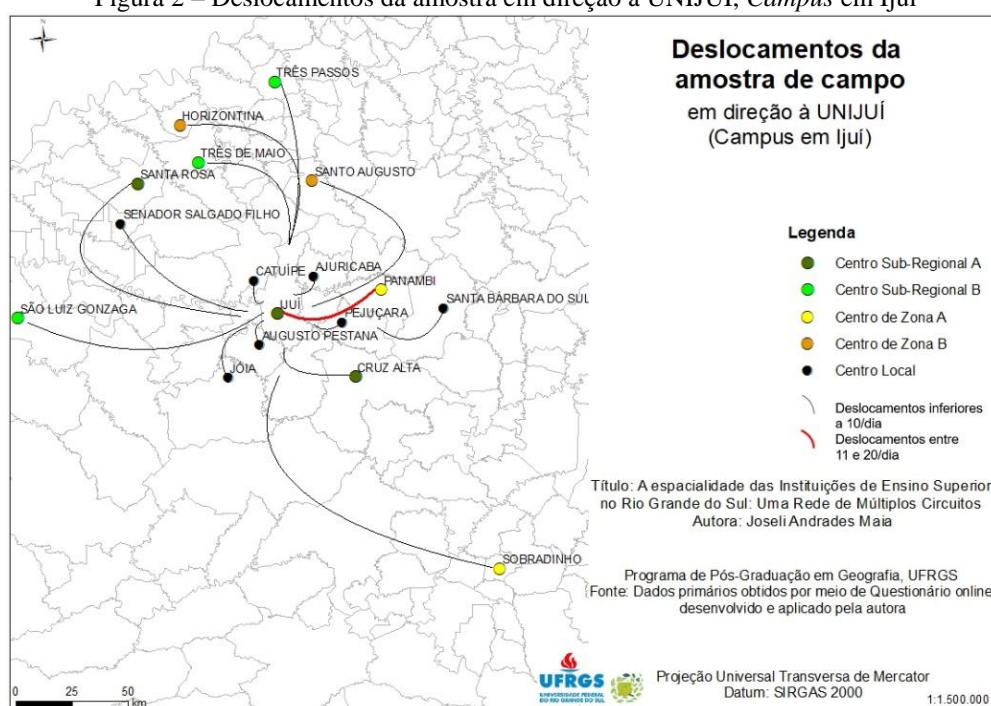 Figura 2 – Deslocamentos da amostra em direção à UNIJUÍ, Campus em Ijuí
Deslocamentos da
amostra de campo
em direção à UNIJUÍ
(Campus em Ijuí)
TRÊS PASSOS
HORIZONTINA
TRÊS DE MAIO
SANTA ROSA
SANTO AUGUSTO
SENADOR SALGADO FILHO
CATUÍPE
AJURICABA
PANAMBI
SANTA BÁRBARA DO SUL
SÃO LUIZ GONZAGA
IJUÍ
PEJUÇARA
AUGUSTO PESTANA
JÓIA
CRUZ ALTA
SOBRADINHO
Legenda
Centro Sub-Regional A
Centro Sub-Regional B
Centro de Zona A
Centro de Zona B
Centro Local
Deslocamentos inferiores
a 10/dia
Deslocamentos entre
11 e 20/dia
Título: A espacialidade das Instituições de Ensino Superior
no Rio Grande do Sul: Uma Rede de Múltiplos Circuitos
Autora: Joseli Andrades Maia
Programa de Pós-Graduação em Geografia, UFRGS
Fonte: Dados primários obtidos por meio de Questionário online
desenvolvido e aplicado pela autora
UFRGS
UNIVERSIDADE FEDERAL
DO RIO GRANDE DO SUL
Projeção Universal Transversa de Mercator
Datum: SIRGAS 2000
1:1.500.000
0 25 50
km